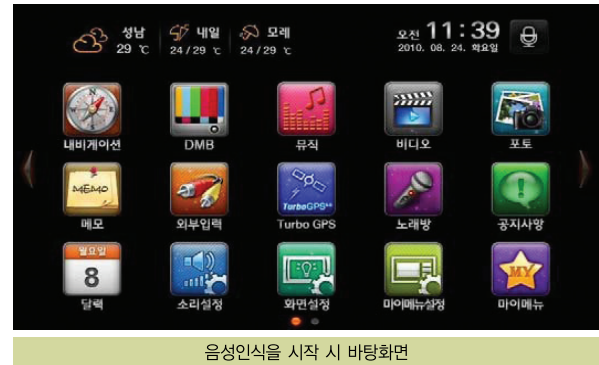 성남 내일 모레 오전 11:39
29 ℃ 24/29 ℃ 24/29 ℃ 2010. 08. 24. 화요일
내비게이션 DMB 뮤직 비디오 포토
MEMO TurboGPS**
메모 외부입력 Turbo GPS 노래방 공지사항
월요일
8 MY
달력 소리설정 화면설정 마이메뉴설정 마이메뉴
음성인식을 시작 시 바탕화면